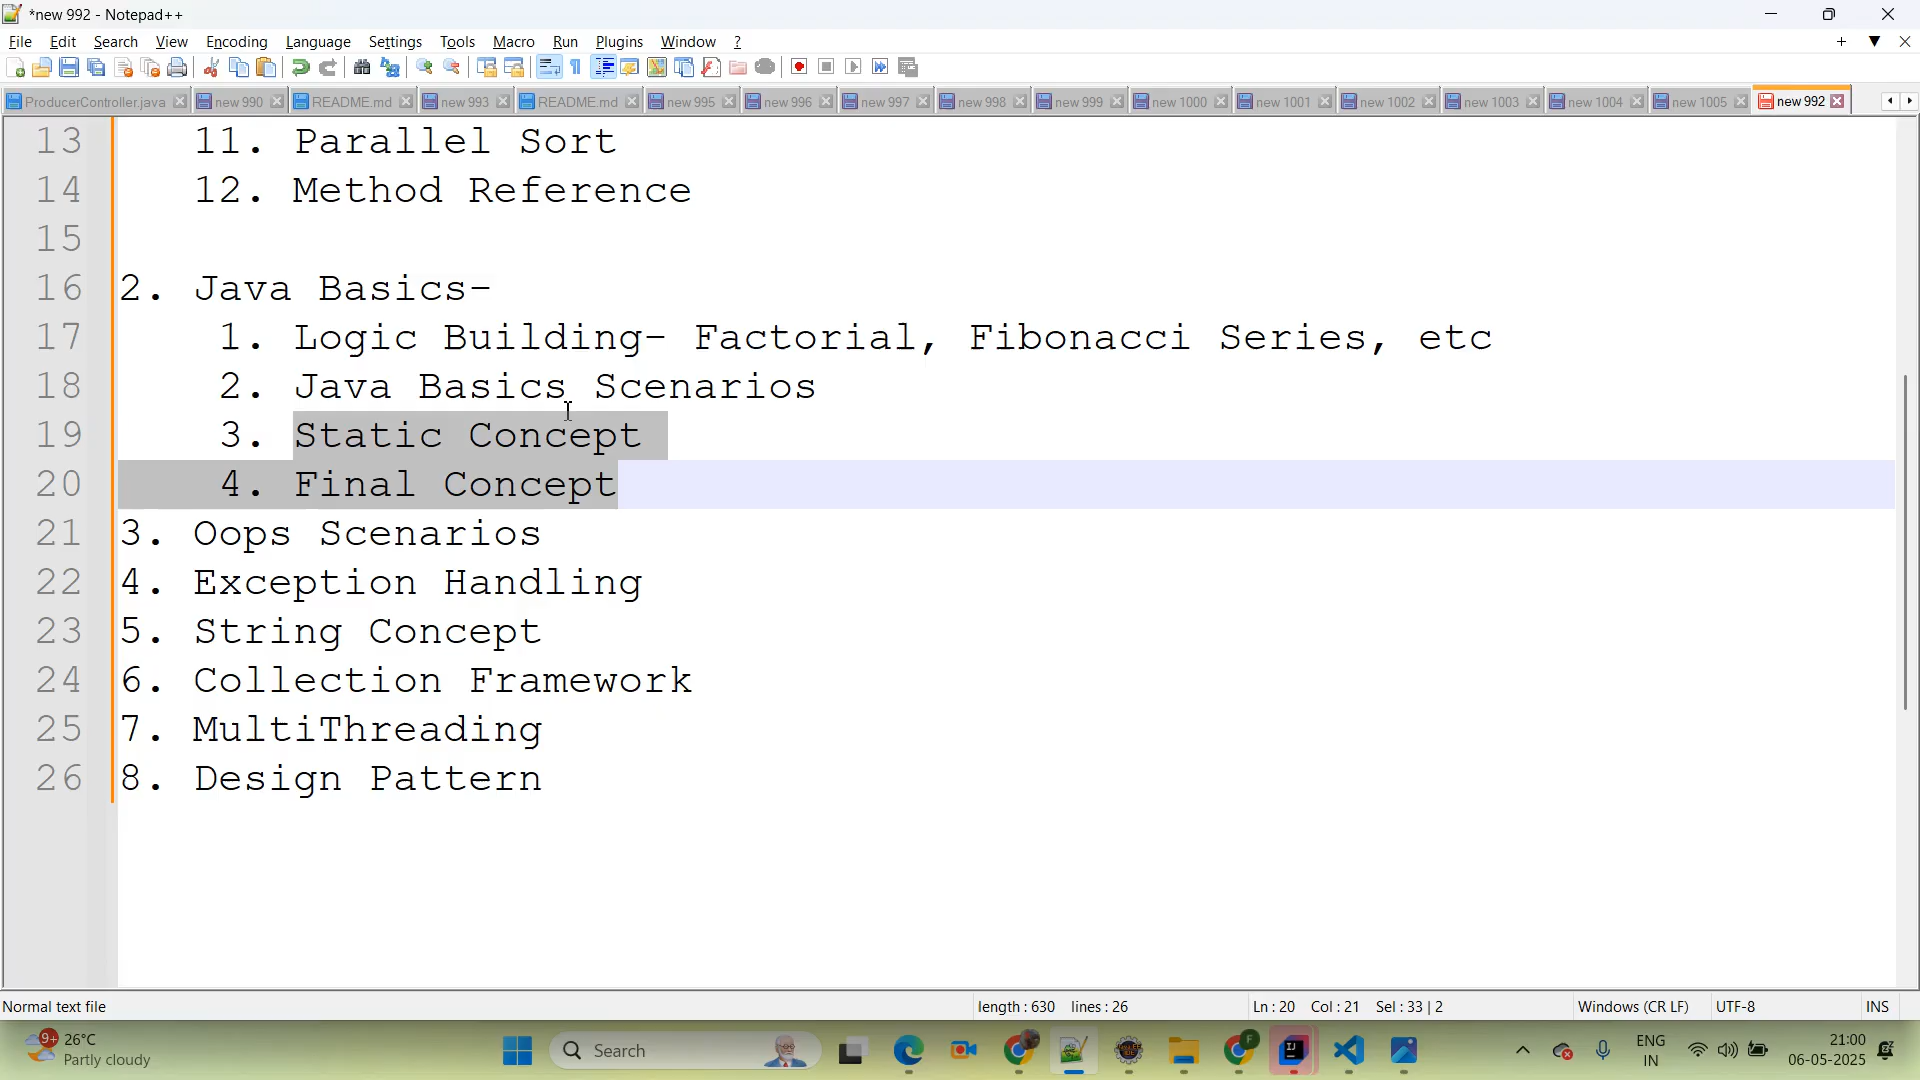 *new 992 - Notepad++
File Edit Search View Encoding Language Settings Tools Macro Run Plugins Window ?
ProducerController.java new 990 README.md new 993 README.md new 995 new 996 new 997 new 998 new 999 new 1000 new 1001 new 1002 new 1003 new 1004 new 1005 new 992
13 11. Parallel Sort
14 12. Method Reference
15
16 2. Java Basics-
17 1. Logic Building- Factorial, Fibonacci Series, etc
18 2. Java Basics Scenarios
19 3. Static Concept
20 4. Final Concept
21 3. Oops Scenarios
22 4. Exception Handling
23 5. String Concept
24 6. Collection Framework
25 7. MultiThreading
26 8. Design Pattern
Normal text file length : 630 lines : 26 Ln : 20 Col : 21 Sel : 33 | 2 Windows (CR LF) UTF-8 INS
9+ 26°C Search ENG 21:00
Partly cloudy IN 06-05-2025